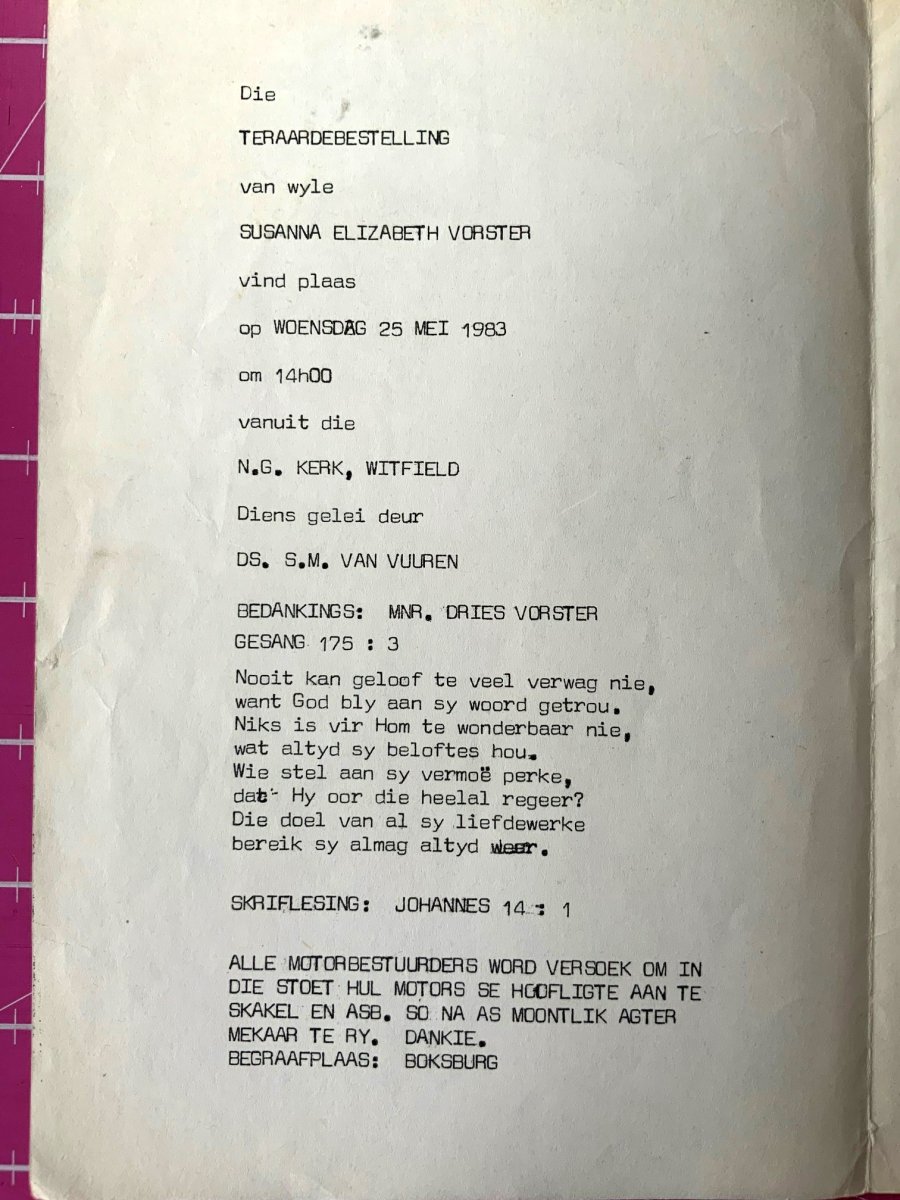 Die
TERAARDEBESTELLING
van wyle
SUSANNA ELIZABETH VORSTER
vind plaas
op WOENSDAG 25 MEI 1983
om 14h00
vanuit die
N.G. KERK, WITFIELD
Diens gelei deur
DS. S.M. VAN VUUREN
BEDANKINGS: MNR. DRIES VORSTER
GESANG 175 : 3
Nooit kan geloof te veel verwag nie,
want God bly aan sy woord getrou.
Niks is vir Hom te wonderbaar nie,
wat altyd sy beloftes hou.
Wie stel aan sy vermoë perke,
dat Hy oor die heelal regeer?
Die doel van al sy liefdewerke
bereik sy almag altyd weer.
SKRIFLESING: JOHANNES 14 : 1
ALLE MOTORBESTUURDERS WORD VERSOEK OM IN
DIE STOET HUL MOTORS SE HOOFLIGTE AAN TE
SKAKEL EN ASB. SO NA AS MOONTLIK AGTER
MEKAAR TE RY. DANKIE.
BEGRAAFPLAAS: BOKSBURG